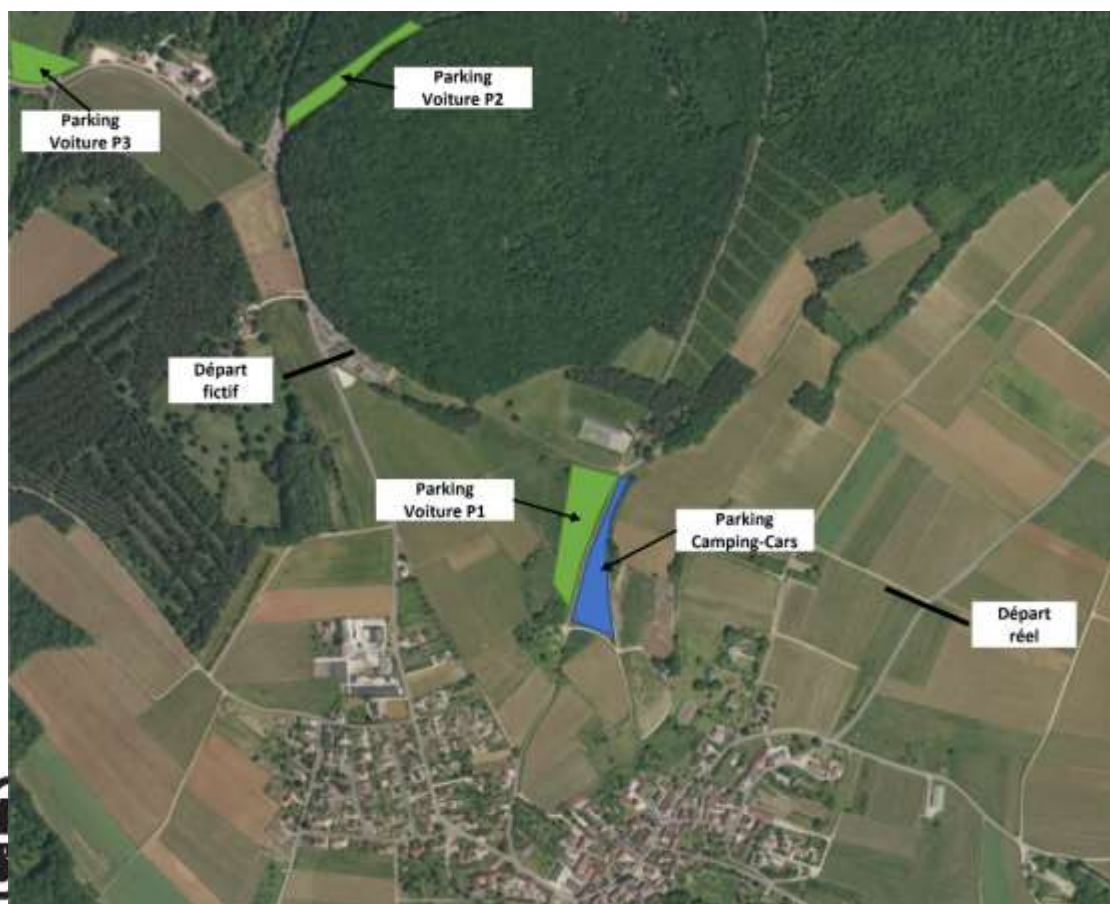 Parking
Voiture P2
Parking
Voiture P3
Départ
fictif
Parking
Voiture P1
Parking
Camping-Cars
Départ
réel